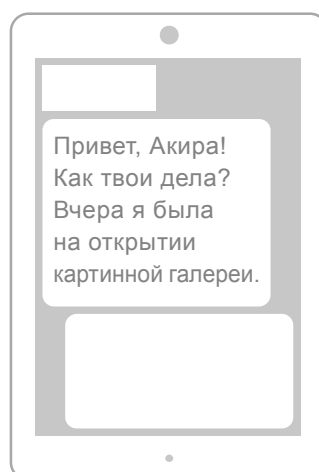 Привет, Акира!
Как твои дела?
Вчера я была
на открытии
картинной галереи.